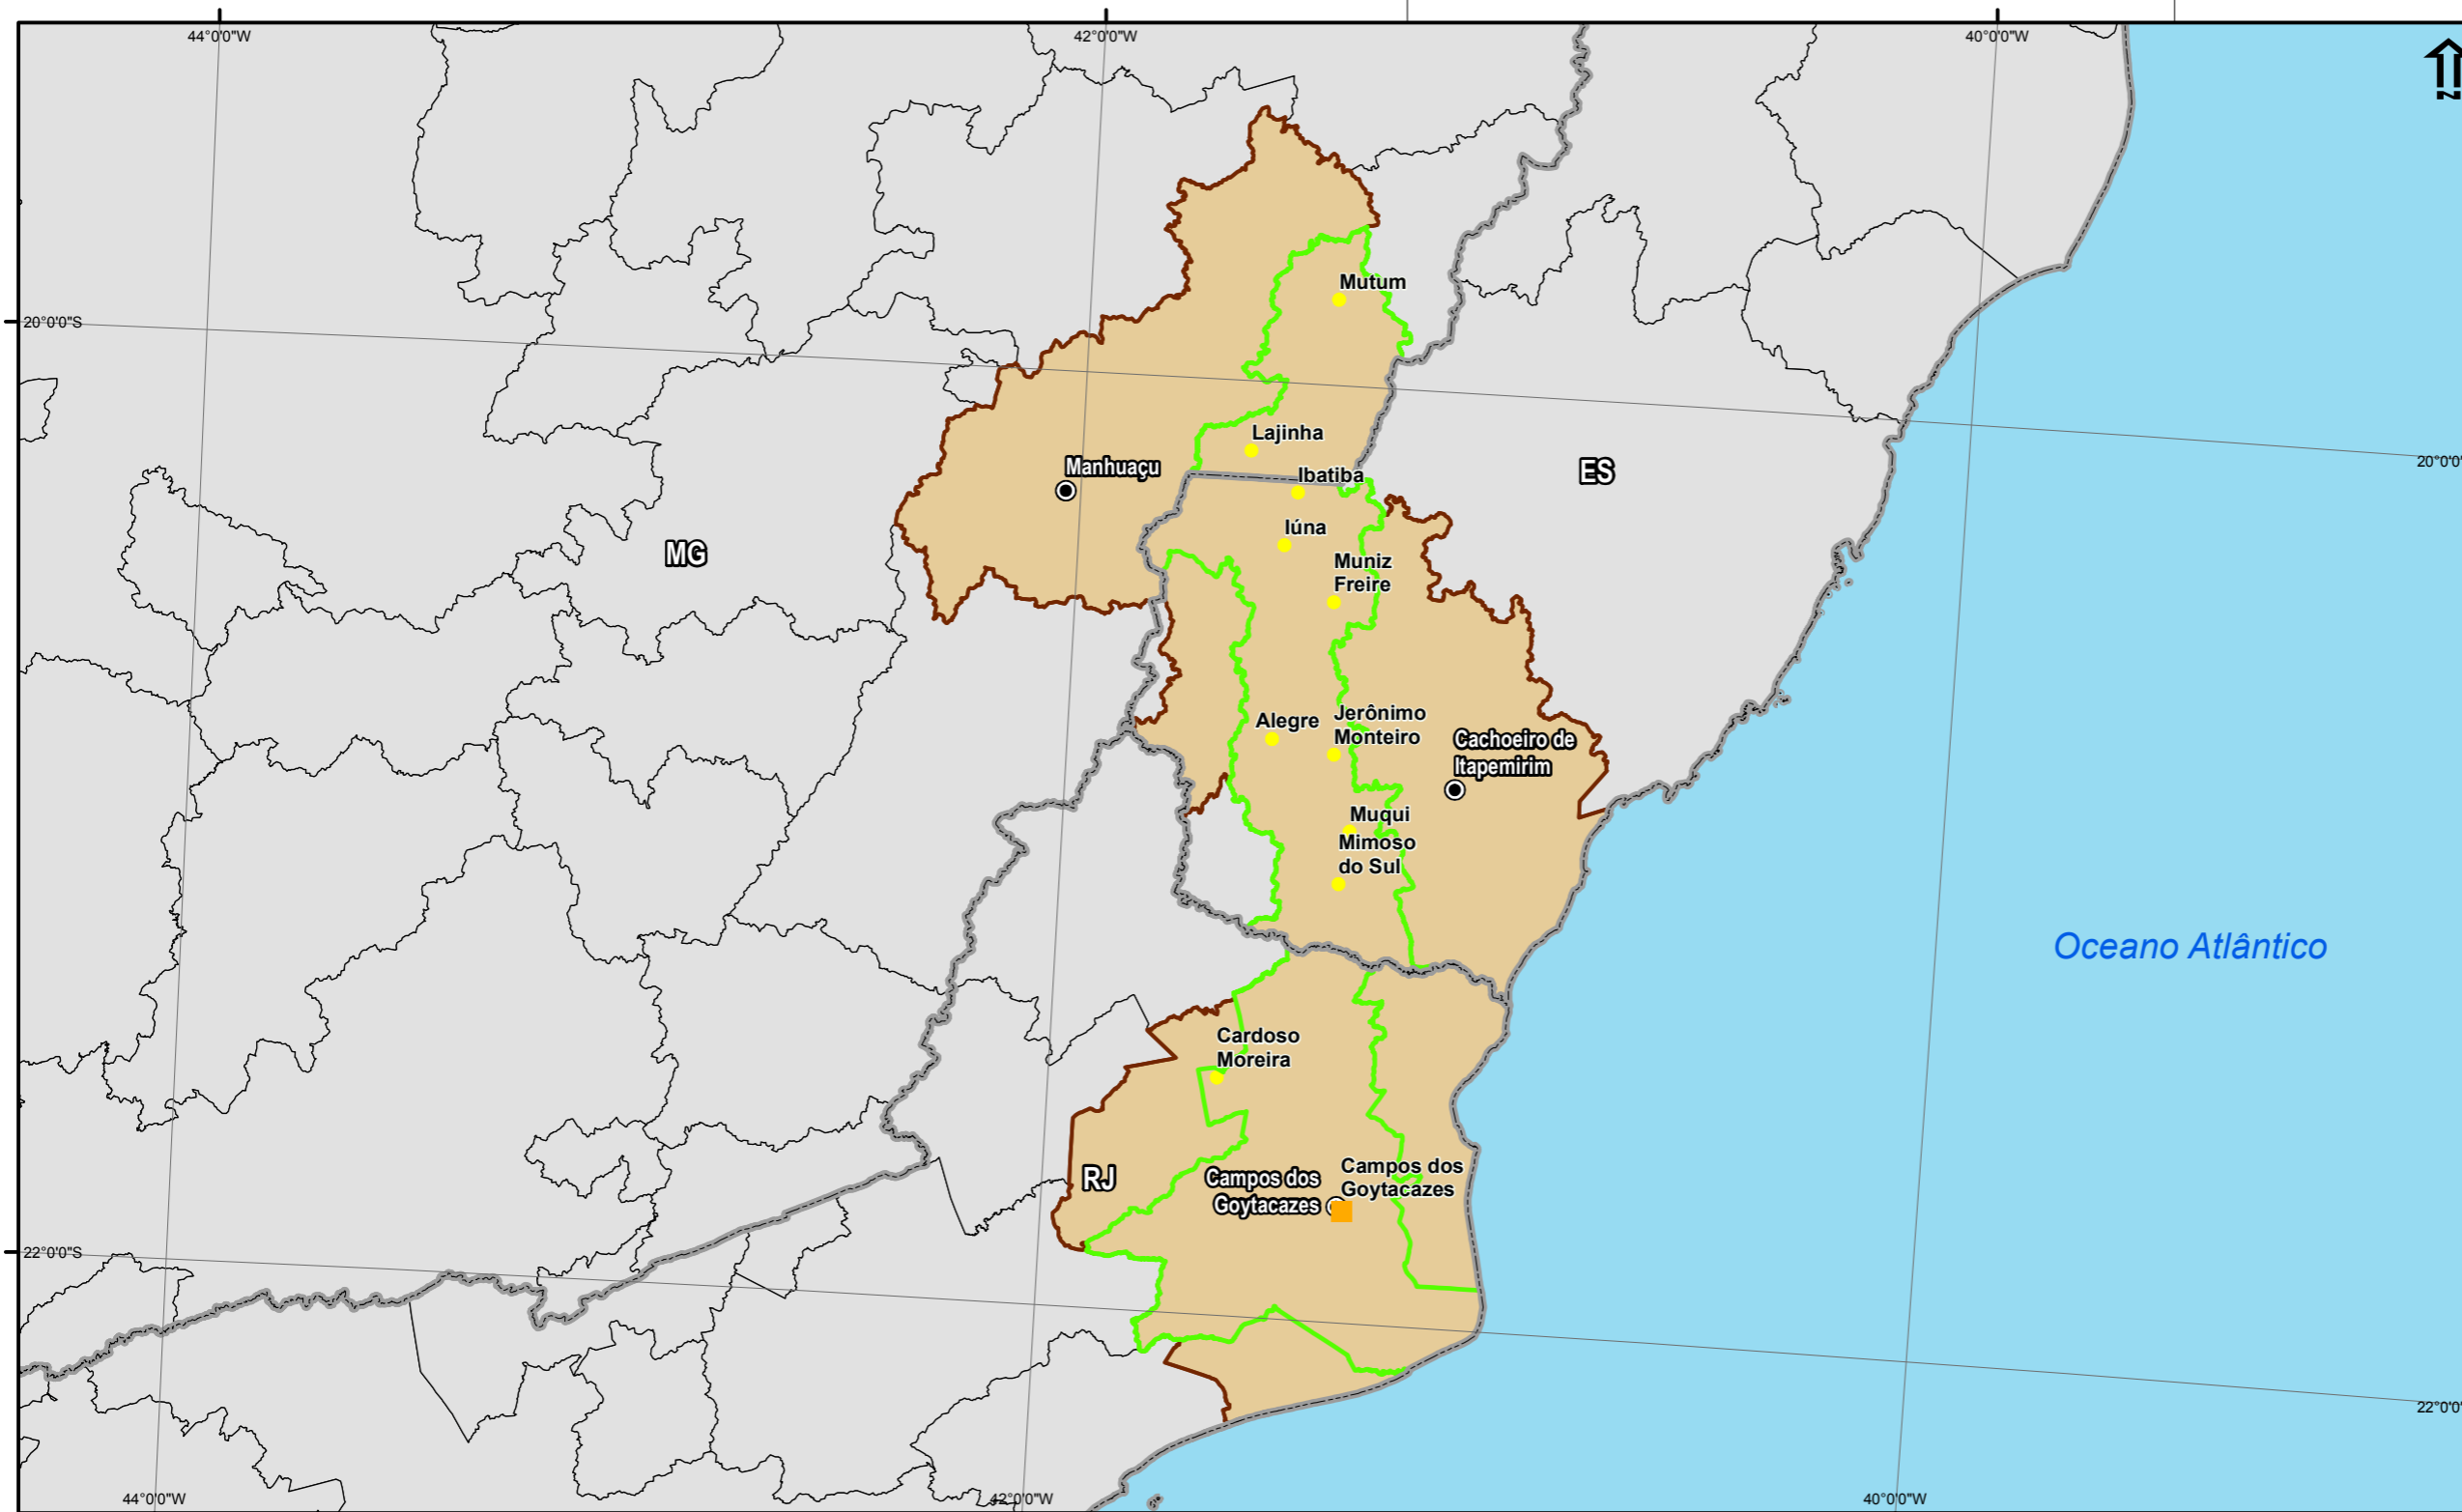 44°0'0"W
42°0'0"W
40°0'0"W
N
Mutum
20°0'0"S
Lajinha
Manhuaçu
Ibatiba
ES
20°0'0"
Iúna
MG
Muniz
Freire
Alegre
Jerônimo
Monteiro
Cachoeiro de
Itapemirim
Muqui
Mimoso
do Sul
Oceano Atlântico
Cardoso
Moreira
RJ
Campos dos
Goytacazes
Campos dos
Goytacazes
22°0'0"S
22°0'0"
44°0'0"W
42°0'0"W
40°0'0"W